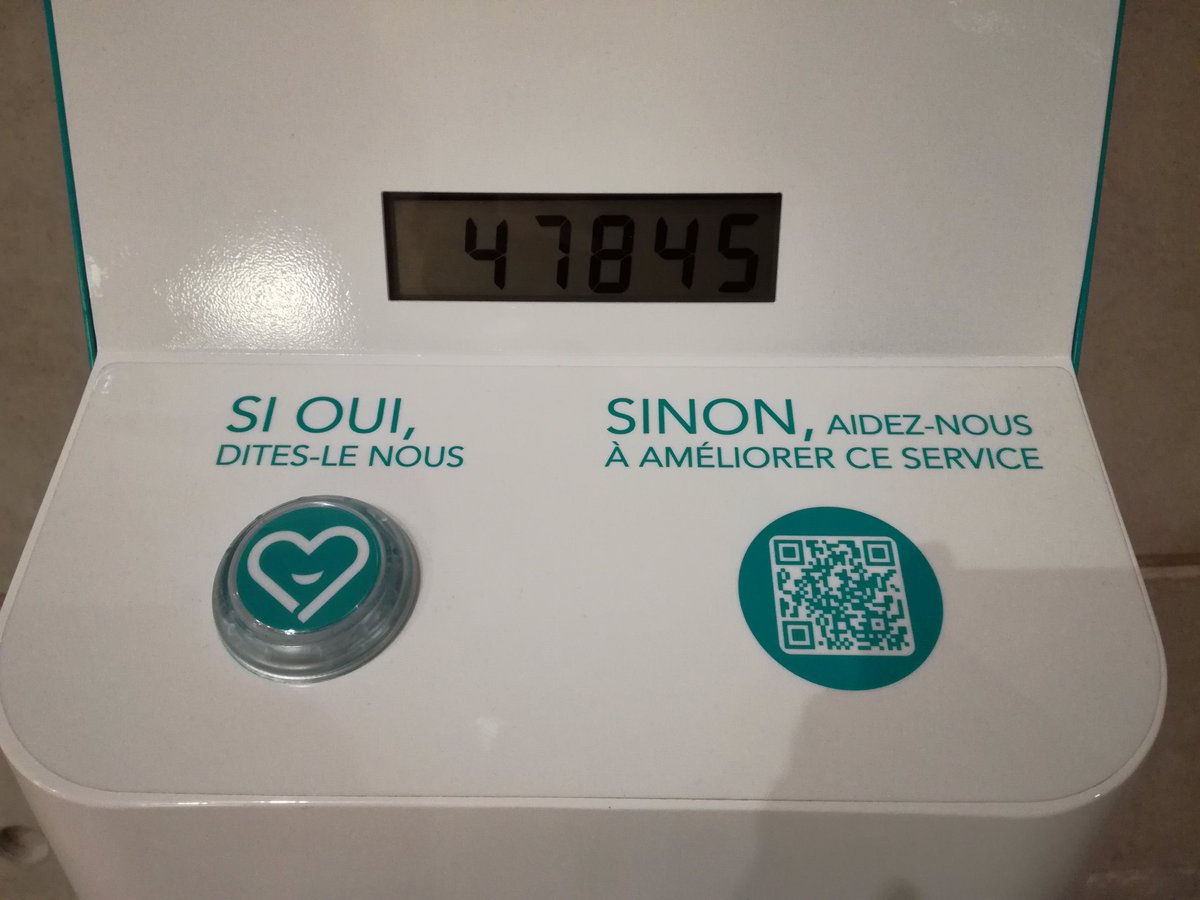 47845
SI OUI,
DITES-LE NOUS
SINON, AIDEZ-NOUS
À AMÉLIORER CE SERVICE